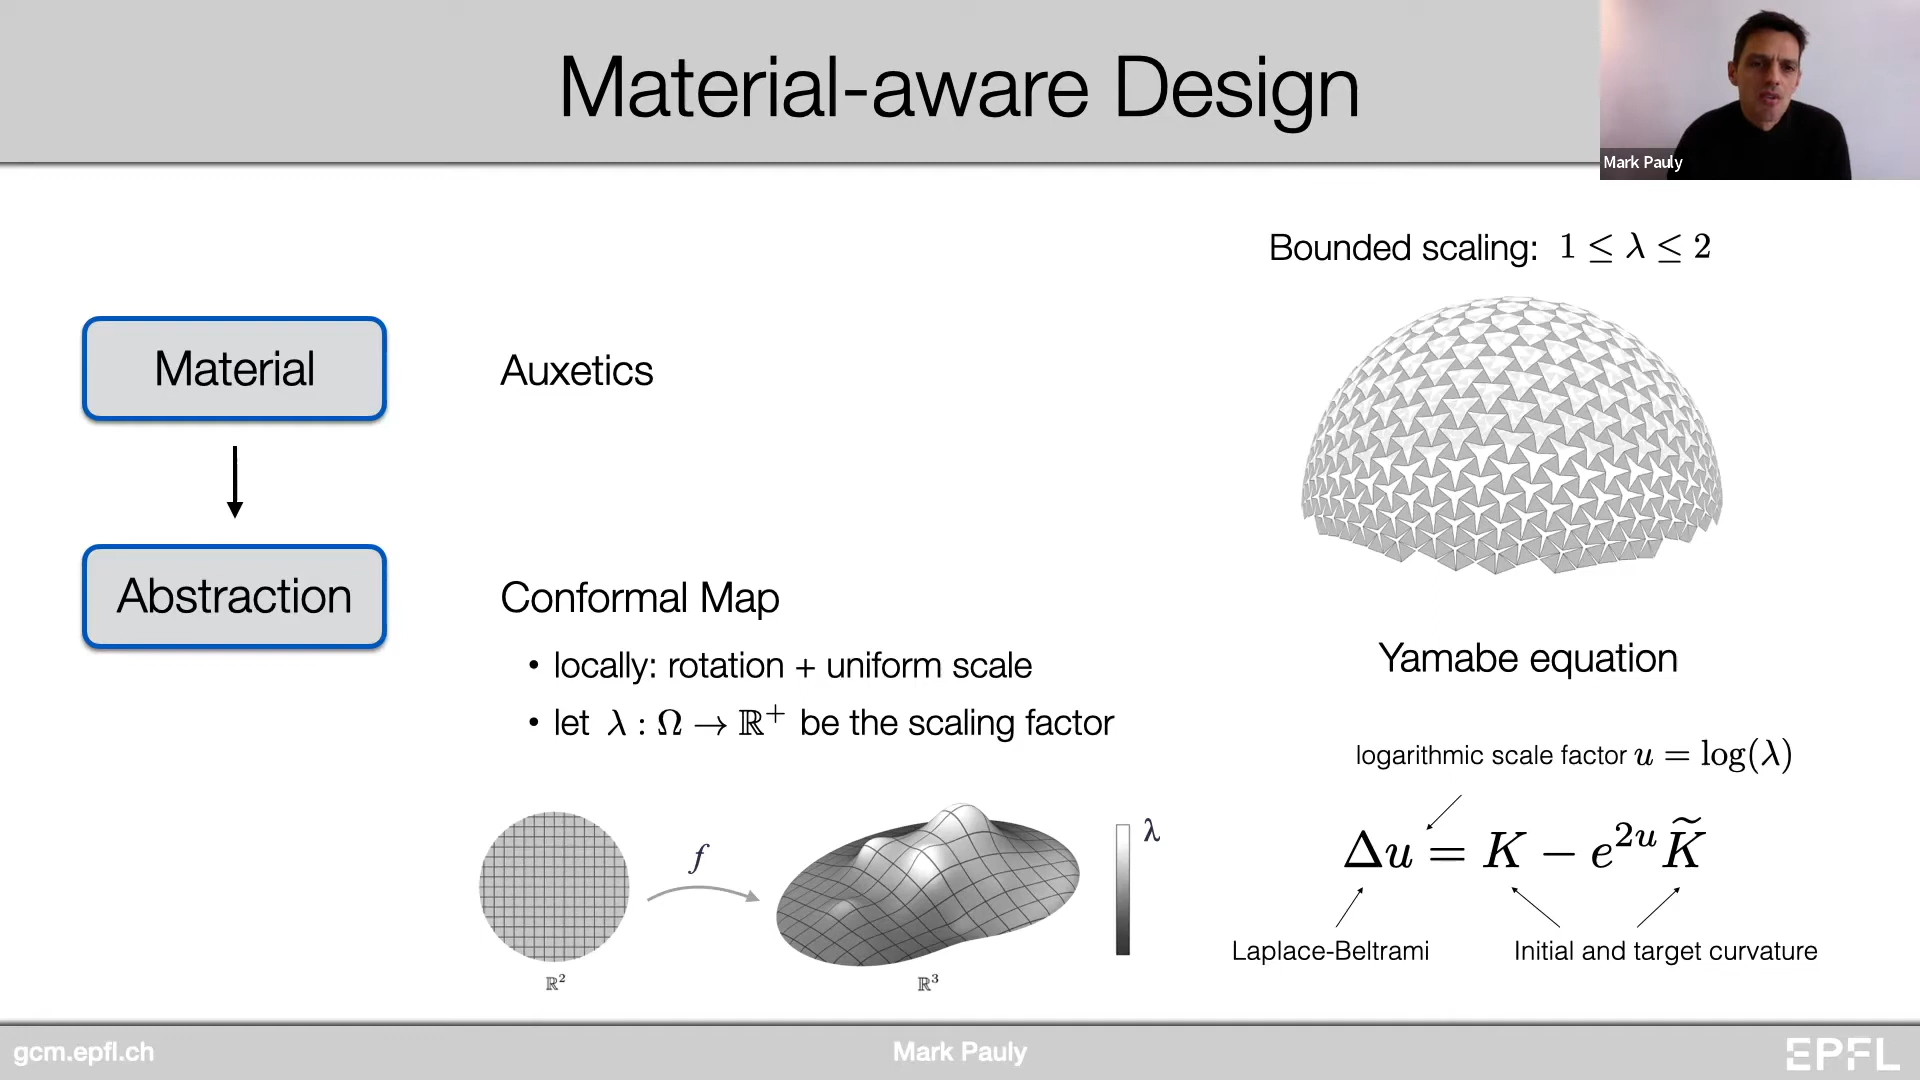 Material-aware Design
Mark Pauly
Bounded scaling: 1 ≤ λ ≤ 2
Material
Auxetics
Abstraction
Conformal Map
• locally: rotation + uniform scale
• let λ : Ω → ℝ⁺ be the scaling factor
f
λ
ℝ²
ℝ³
Yamabe equation
logarithmic scale factor u = log(λ)
Δu = K − e²ᵘ K̃
Laplace-Beltrami
Initial and target curvature
gcm.epfl.ch
Mark Pauly
EPFL